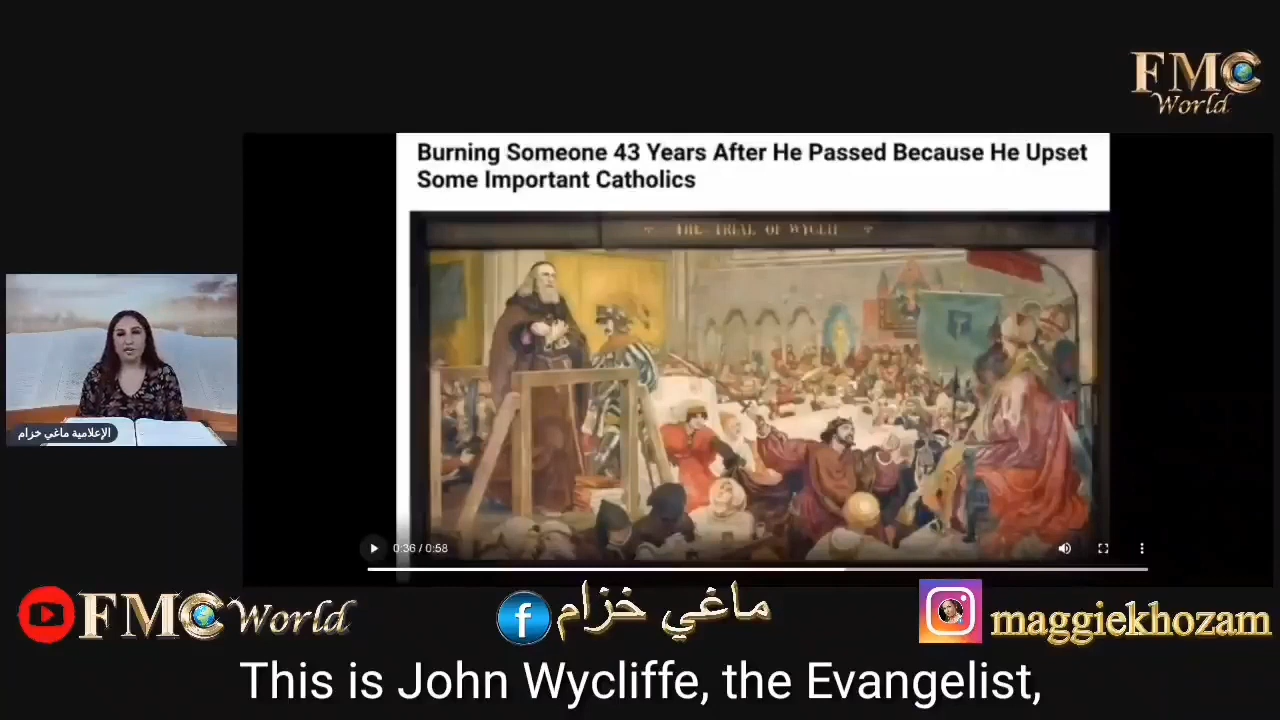 FMC
World
Burning Someone 43 Years After He Passed Because He Upset
Some Important Catholics
THE TRIAL OF WYCLIF
الإعلامية ماغي خزام
0:36 / 0:58
FMC World
ماغي خزام
maggiekhozam
This is John Wycliffe, the Evangelist,